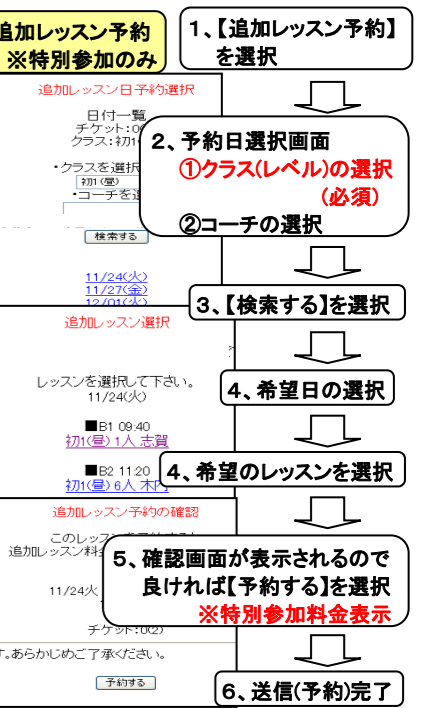 追加レッスン予約
※特別参加のみ
1、【追加レッスン予約】
を選択
追加レッスン日予約選択
日付一覧
チケット:0
クラス:初1
・クラスを選択
初1(昼)
・コーチを
検索する
11/24(火)
11/27(金)
12/01(火)
2、予約日選択画面
①クラス(レベル)の選択
(必須)
②コーチの選択
3、【検索する】を選択
追加レッスン選択
レッスンを選択して下さい。
11/24(火)
■B1 09:40
初1(昼) 1人 志賀
■B2 11:20
初1(昼) 6人 木内
4、希望日の選択
4、希望のレッスンを選択
追加レッスン予約の確認
このレッスン
追加レッスン料
11/24火
チケット:0(2)
す。あらかじめご了承ください。
予約する
5、確認画面が表示されるので
良ければ【予約する】を選択
※特別参加料金表示
6、送信(予約)完了